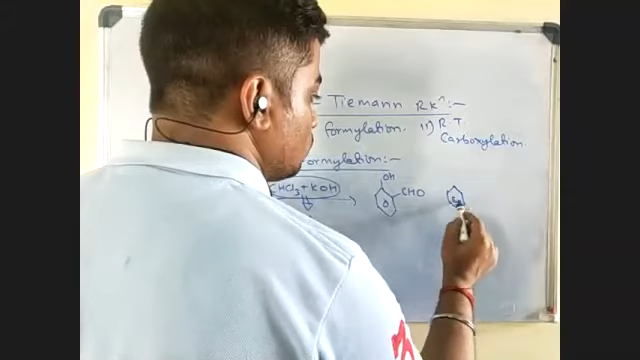 Tiemann Rxn :-
formylation. ii) R.T
Carboxylation.
formylation :-
CHCl3 + KOH
OH
CHO